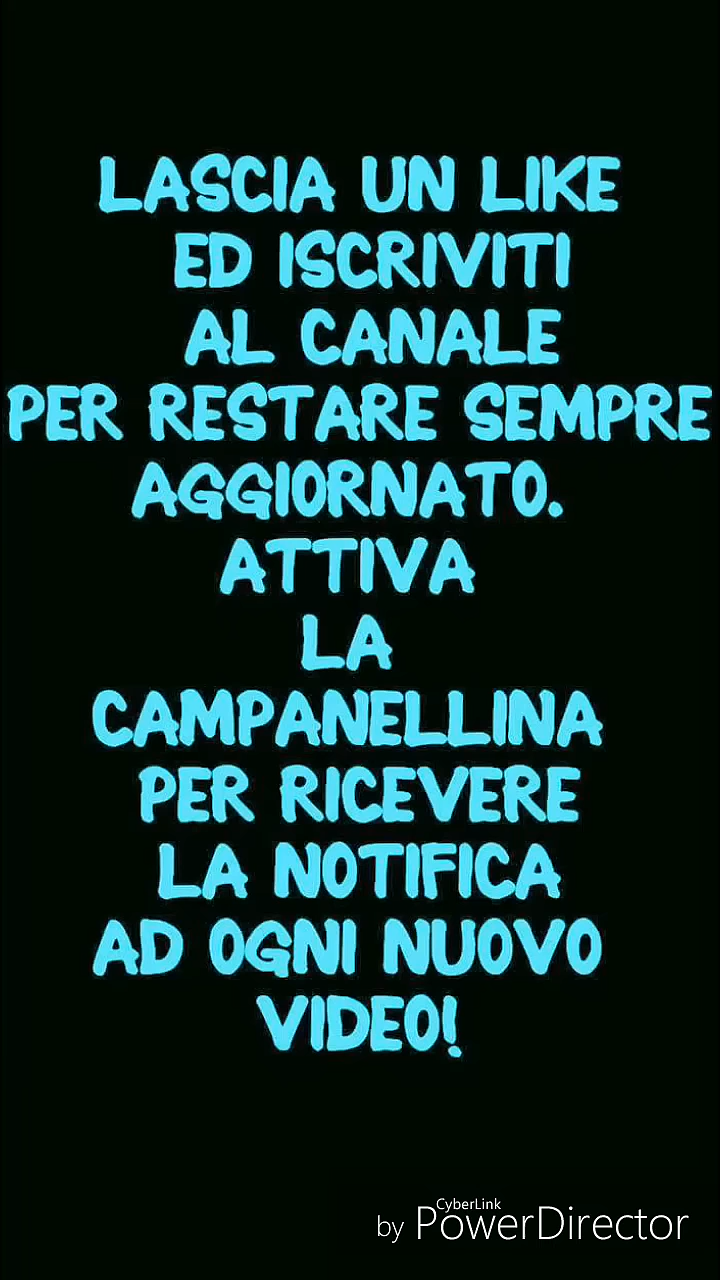 LASCIA UN LIKE
ED ISCRIVITI
AL CANALE
PER RESTARE SEMPRE
AGGIORNATO.
ATTIVA
LA
CAMPANELLINA
PER RICEVERE
LA NOTIFICA
AD OGNI NUOVO
VIDEO!
CyberLink
by PowerDirector